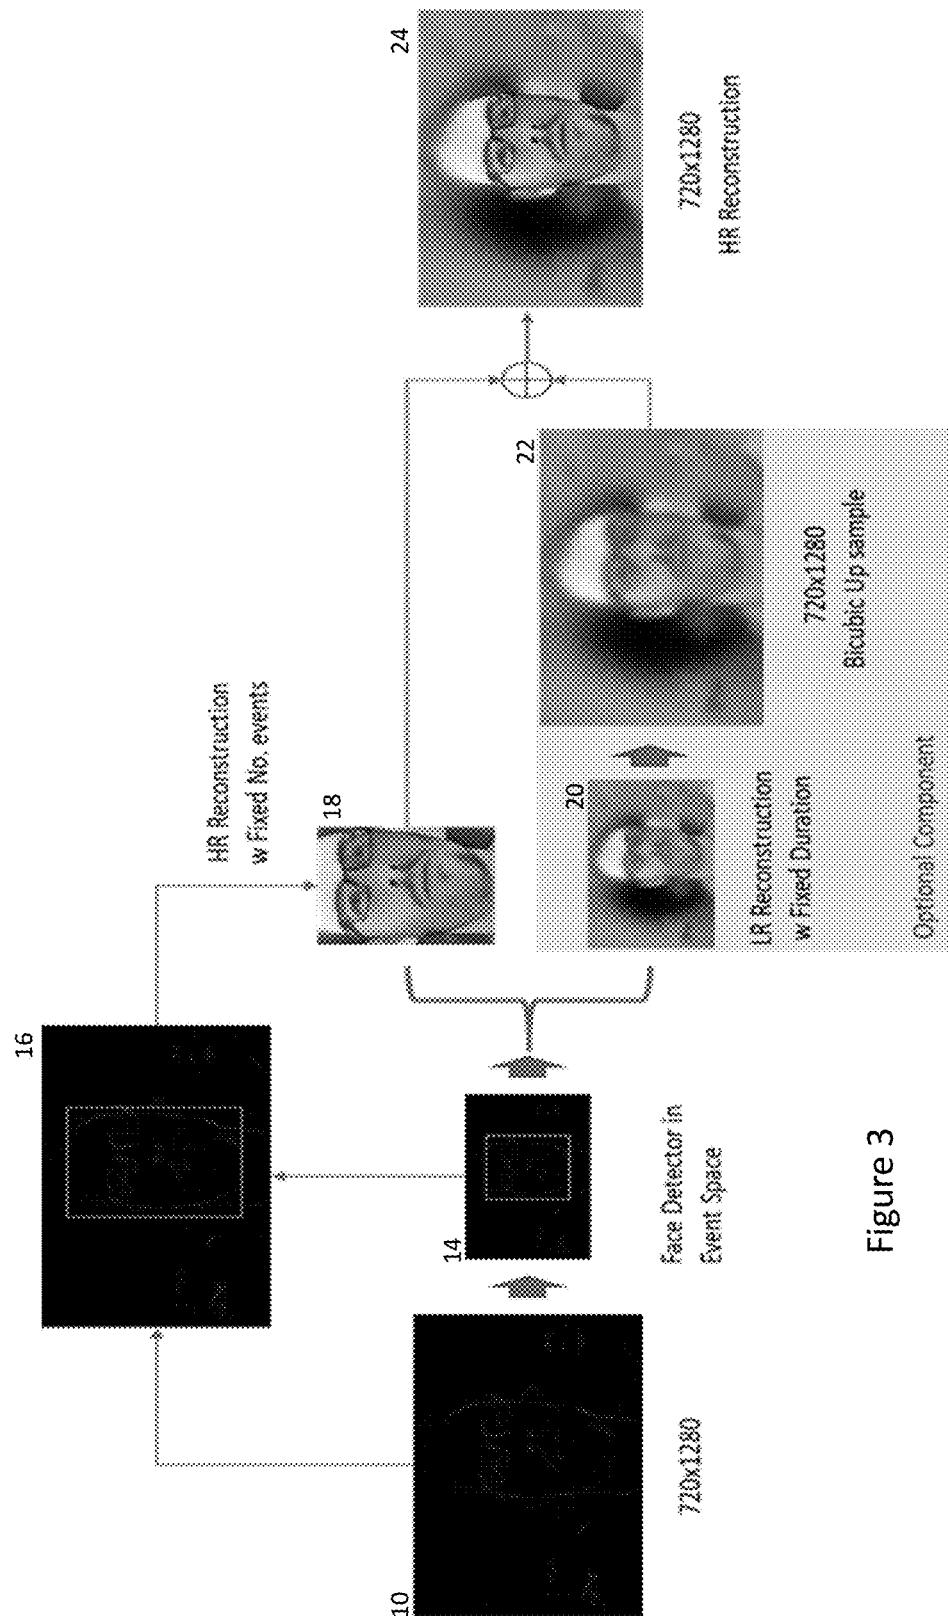 10
720x1280
14
Face Detector in
Event Space
16
HR Reconstruction
w Fixed No. events
18
20
LR Reconstruction
w Fixed Duration
Optional Component
22
720x1280
Bicubic Up sample
24
720x1280
HR Reconstruction
Figure 3